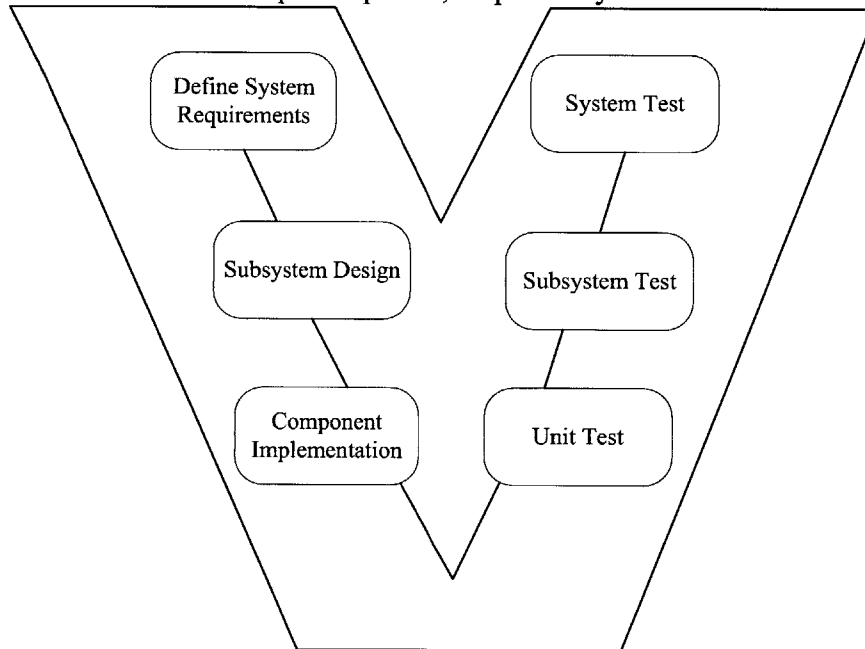 Define System
Requirements
System Test
Subsystem Design
Subsystem Test
Component
Implementation
Unit Test